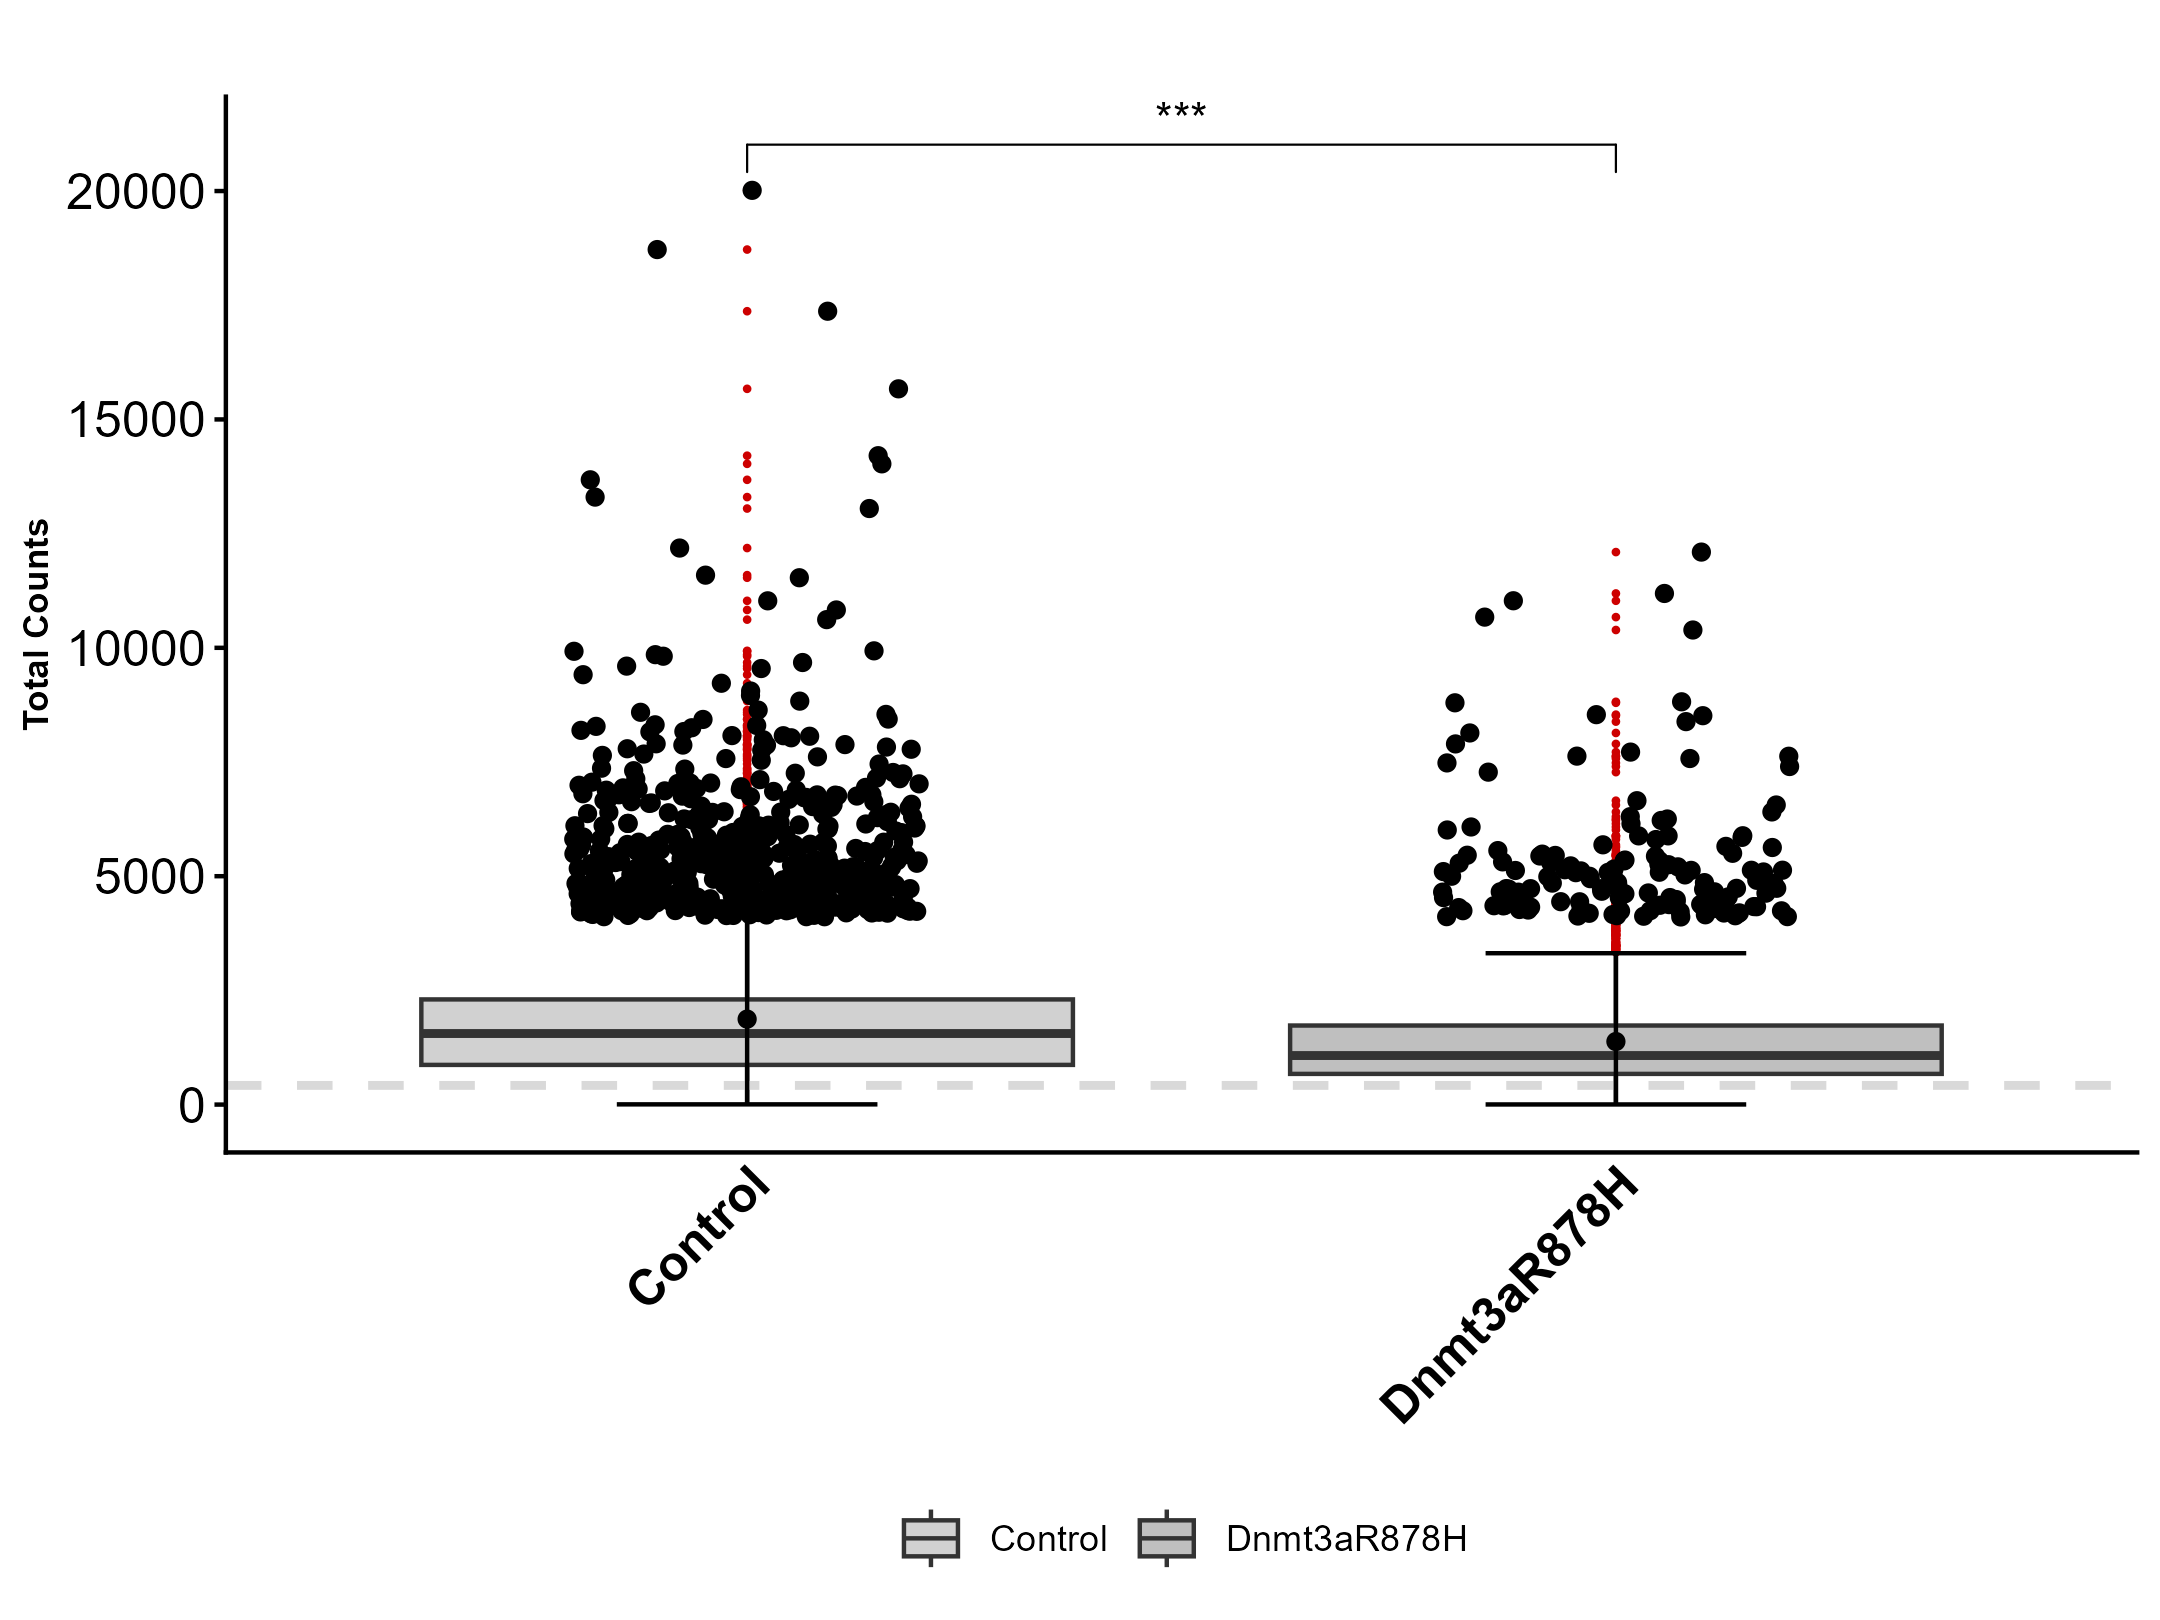 ***
Total Counts
20000
15000
10000
5000
0
Control
Dnmt3aR878H
Control
Dnmt3aR878H